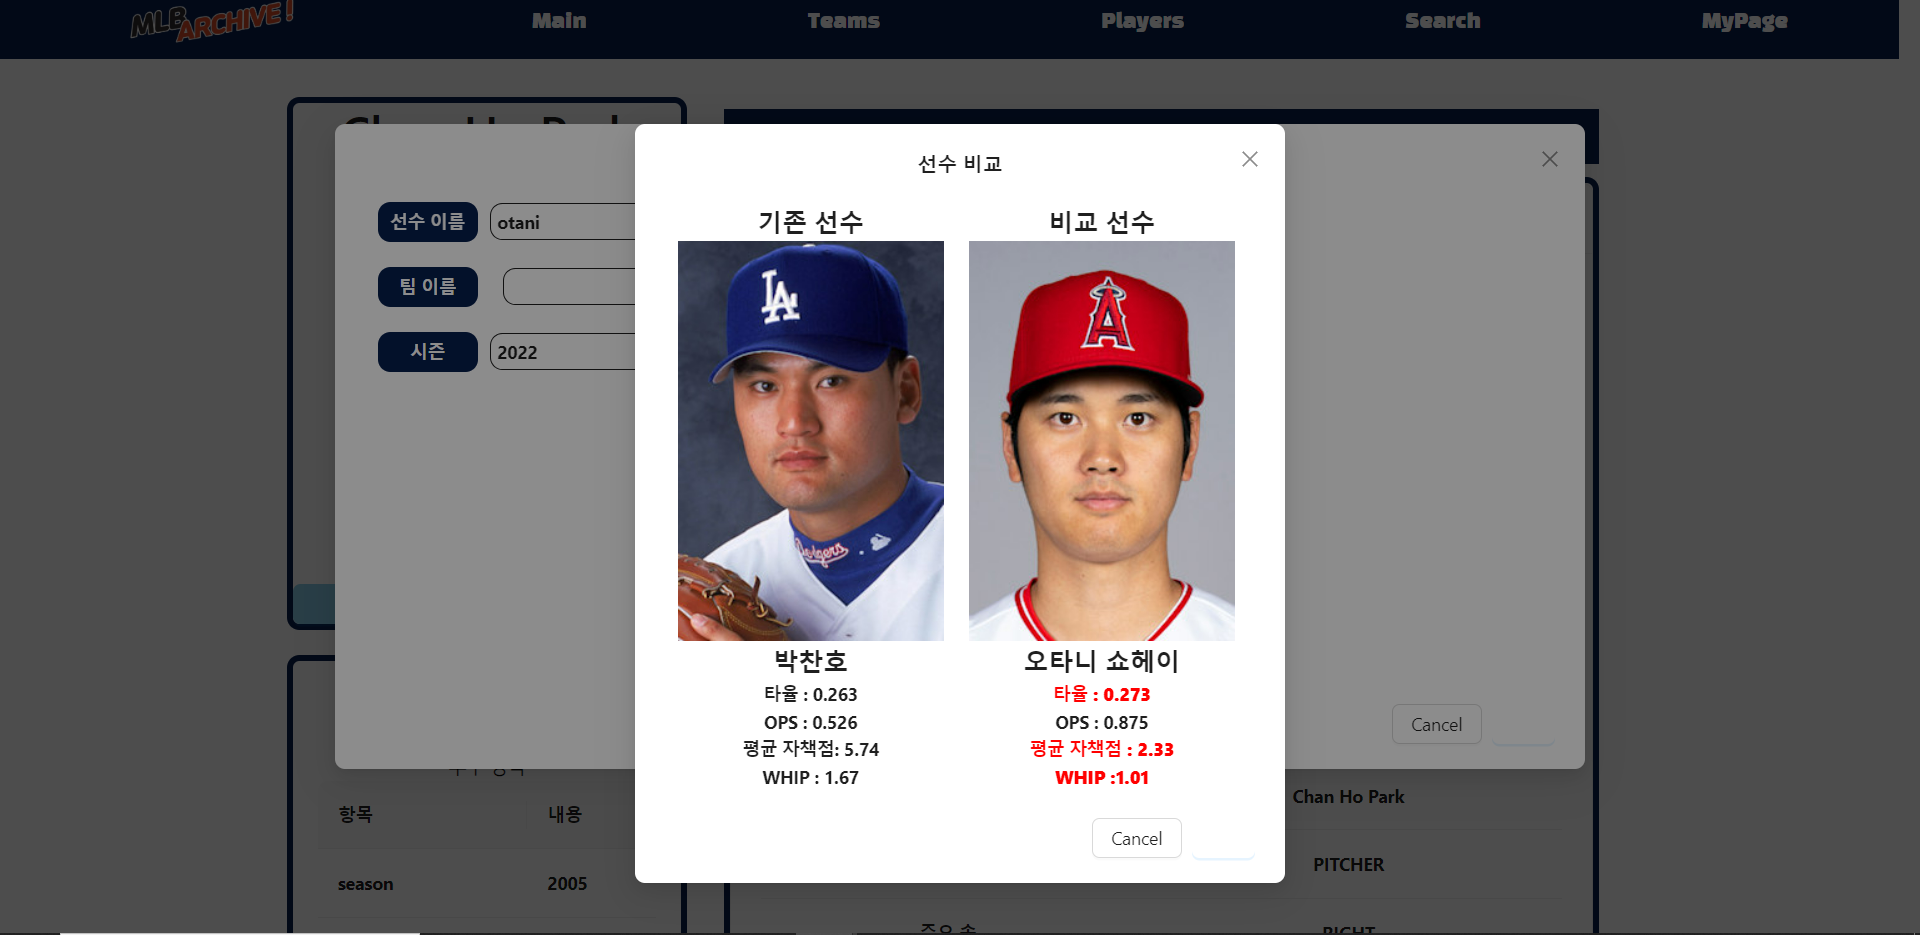 MLB ARCHIVE!
Main
Teams
Players
Search
MyPage
선수 비교
선수 이름
otani
팀 이름
시즌
2022
기존 선수
비교 선수
LA
A
Dodgers
박찬호
오타니 쇼헤이
타율 : 0.263
타율 : 0.273
OPS : 0.526
OPS : 0.875
평균 자책점: 5.74
평균 자책점 : 2.33
WHIP : 1.67
WHIP :1.01
Cancel
Cancel
항목
내용
Chan Ho Park
season
2005
PITCHER
RIGHT